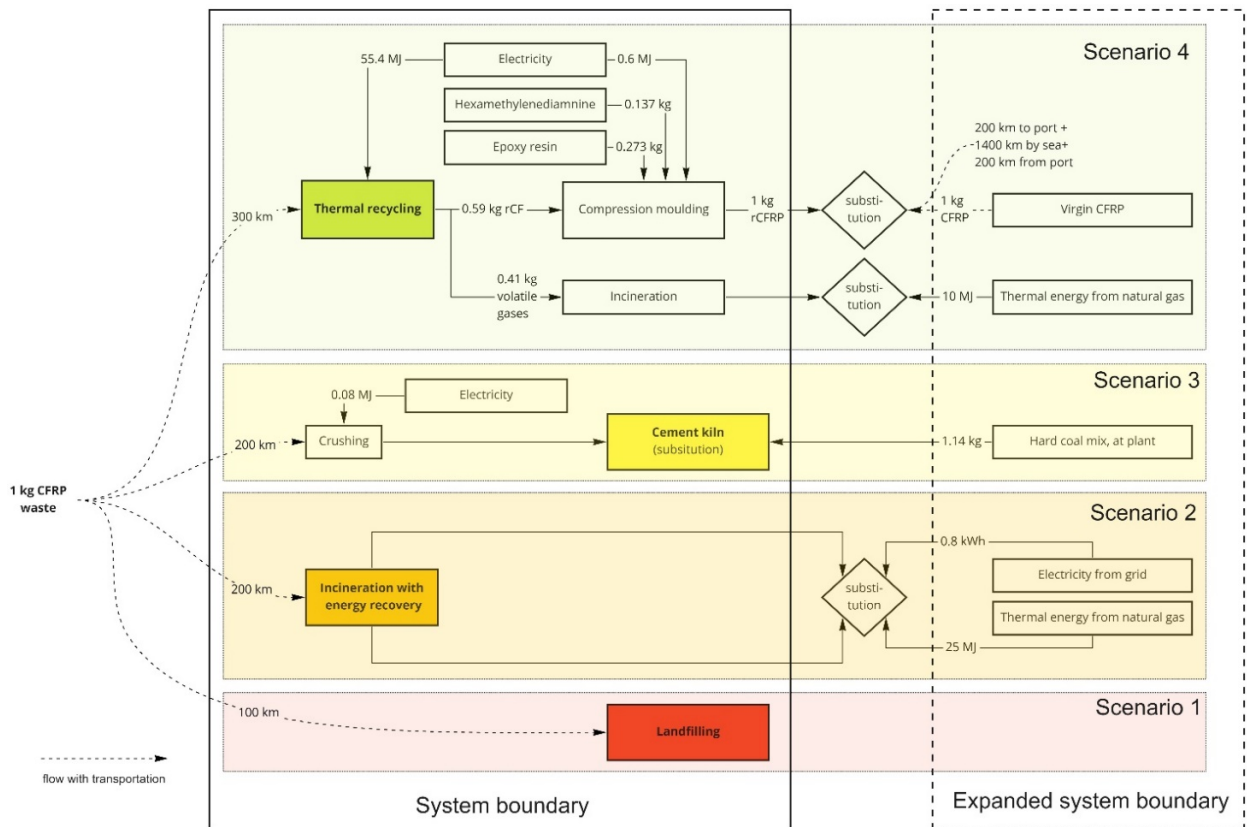 Scenario 4
55.4 MJ
Electricity
0.6 MJ
Hexamethylenediamnine
0.137 kg
Epoxy resin
0.273 kg
200 km to port +
1400 km by sea+
200 km from port
300 km
Thermal recycling
0.59 kg rCF
Compression moulding
1 kg
rCFRP
substi-
tution
1 kg
CFRP
Virgin CFRP
0.41 kg
volatile
gases
Incineration
substi-
tution
10 MJ
Thermal energy from natural gas
Scenario 3
0.08 MJ
Electricity
200 km
Crushing
Cement kiln
(subsitution)
1.14 kg
Hard coal mix, at plant
1 kg CFRP
waste
Scenario 2
200 km
Incineration with
energy recovery
substi-
tution
0.8 kWh
Electricity from grid
Thermal energy from natural gas
25 MJ
Scenario 1
100 km
Landfilling
flow with transportation
System boundary
Expanded system boundary